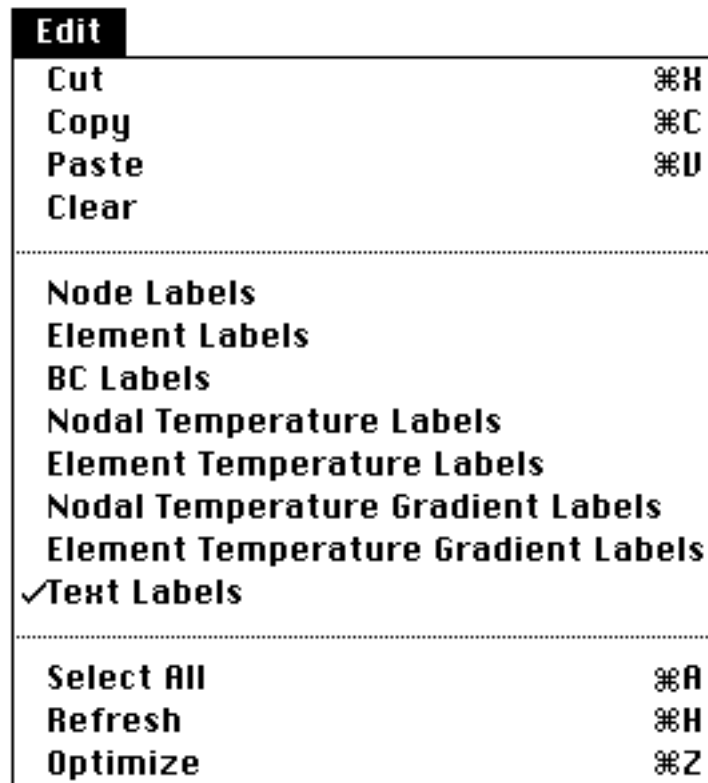 Edit
Cut ⌘X
Copy ⌘C
Paste ⌘V
Clear
Node Labels
Element Labels
BC Labels
Nodal Temperature Labels
Element Temperature Labels
Nodal Temperature Gradient Labels
Element Temperature Gradient Labels
✓Text Labels
Select All ⌘A
Refresh ⌘H
Optimize ⌘Z